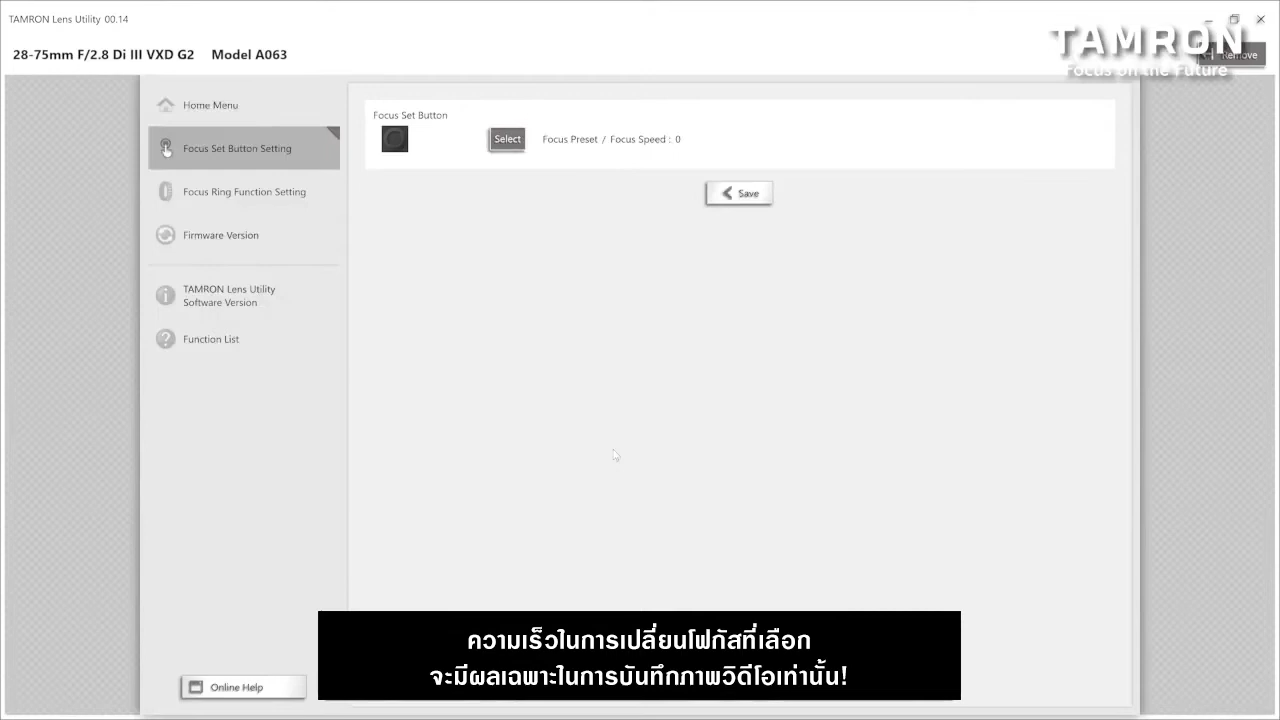 TAMRON Lens Utility 00.14
28-75mm F/2.8 Di III VXD G2 Model A063
TAMRON
Focus on the Future
Remove
Home Menu
Focus Set Button Setting
Focus Ring Function Setting
Firmware Version
TAMRON Lens Utility
Software Version
Function List
Focus Set Button
Select
Focus Preset / Focus Speed : 0
Save
Online Help
ความเร็วในการเปลี่ยนโฟกัสที่เลือก
จะมีผลเฉพาะในการบันทึกภาพวิดีโอเท่านั้น!